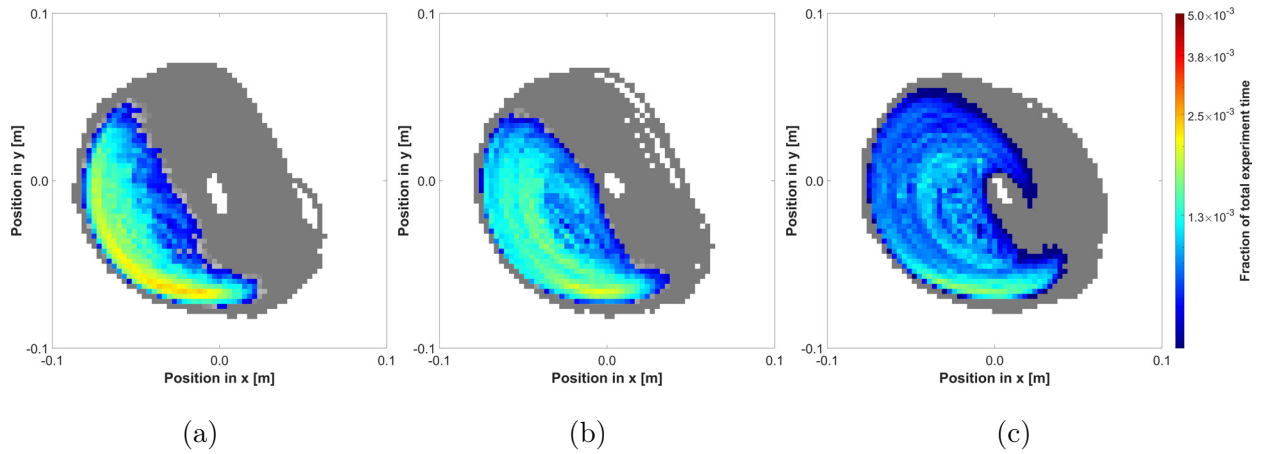 0.1
Position in y [m]
0.0
-0.1
-0.1
0.0
0.1
Position in x [m]
(a)
0.1
Position in y [m]
0.0
-0.1
-0.1
0.0
0.1
Position in x [m]
(b)
0.1
Position in y [m]
0.0
-0.1
-0.1
0.0
0.1
Position in x [m]
(c)
5.0×10⁻³
3.8×10⁻³
2.5×10⁻³
1.3×10⁻³
Fraction of total experiment time